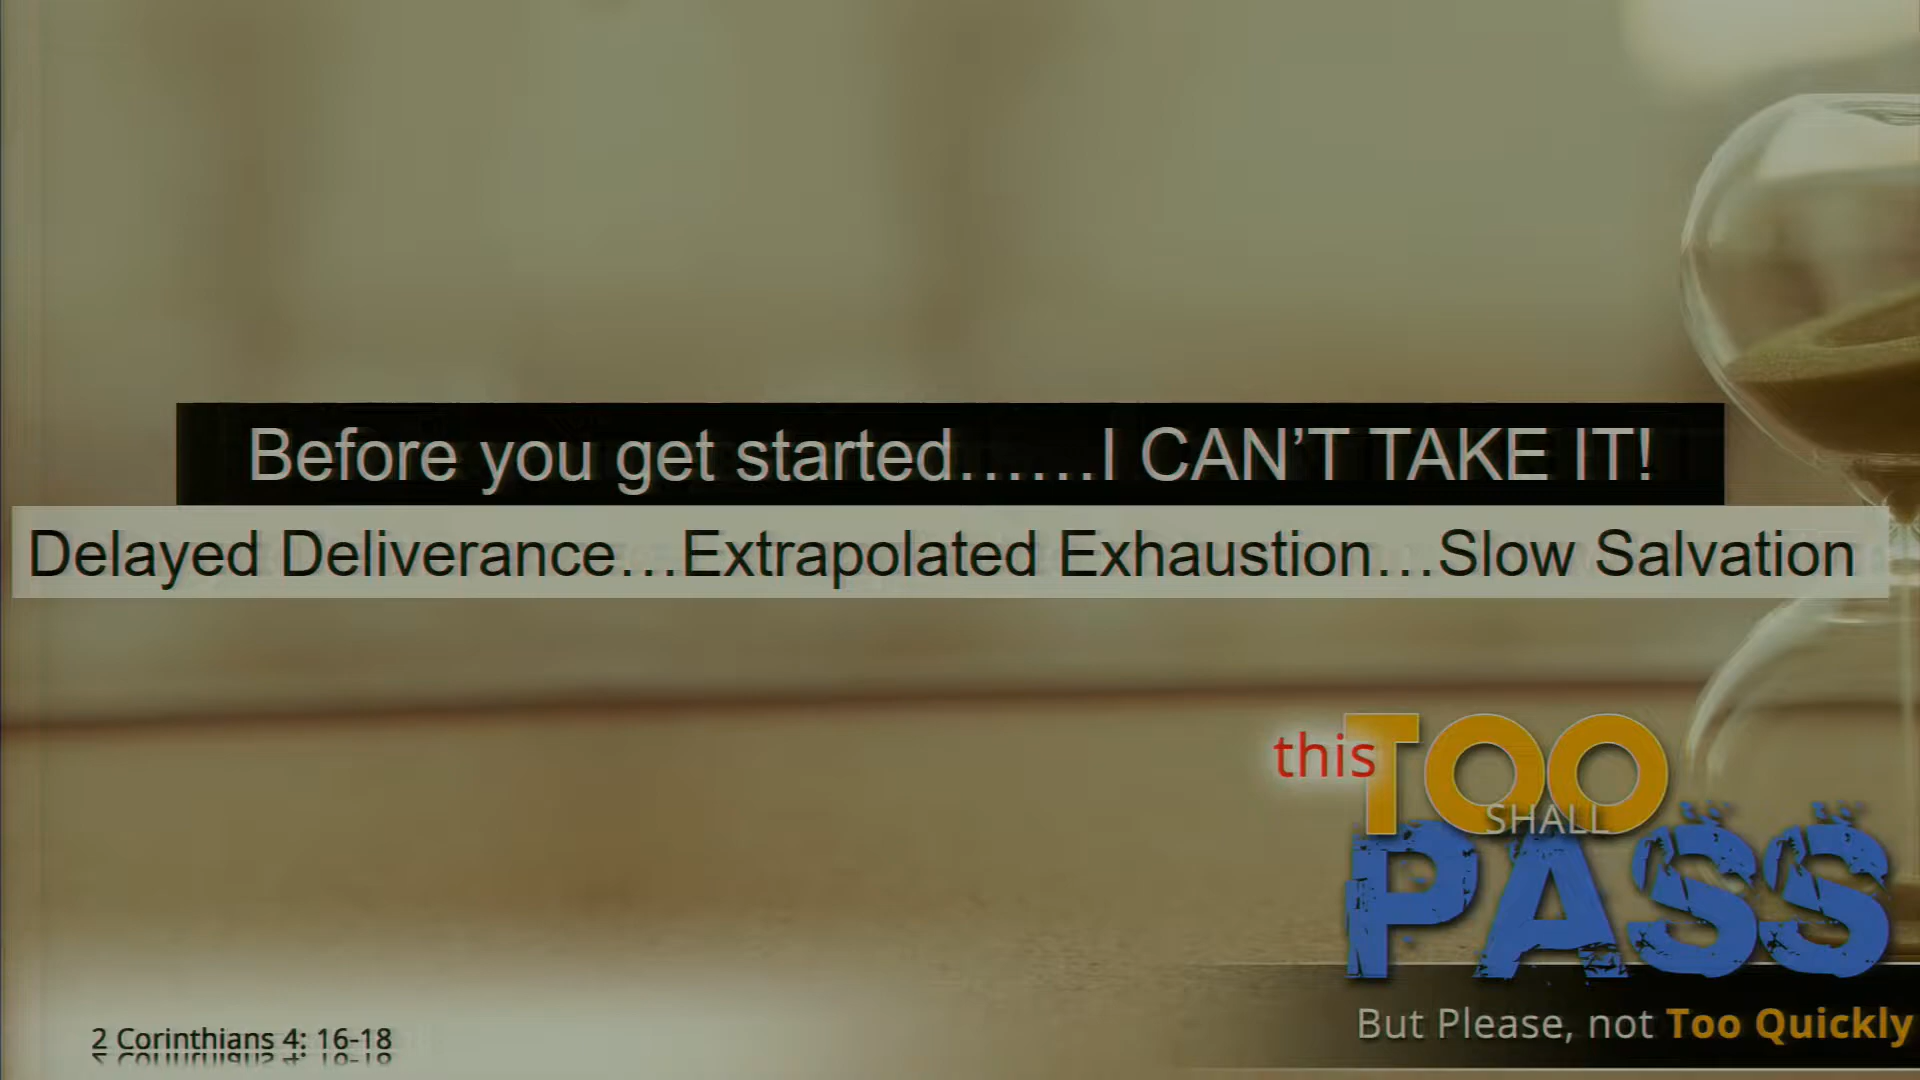 Before you get started……I CAN’T TAKE IT!
Delayed Deliverance…Extrapolated Exhaustion…Slow Salvation
this TOO
SHALL
PASS
But Please, not Too Quickly
2 Corinthians 4: 16-18